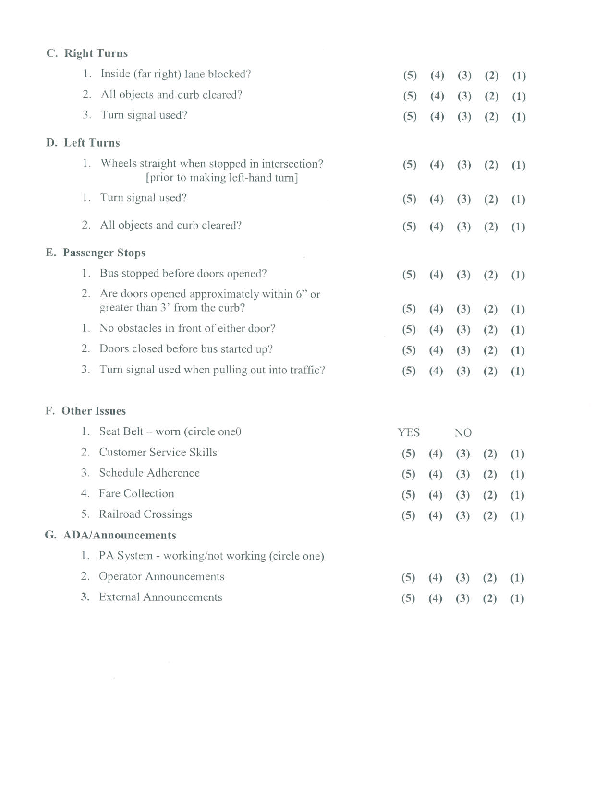 C. Right Turns
1. Inside (far right) lane blocked? (5) (4) (3) (2) (1)
2. All objects and curb cleared? (5) (4) (3) (2) (1)
3. Turn signal used? (5) (4) (3) (2) (1)
D. Left Turns
1. Wheels straight when stopped in intersection? (5) (4) (3) (2) (1)
[prior to making left-hand turn]
1. Turn signal used? (5) (4) (3) (2) (1)
2. All objects and curb cleared? (5) (4) (3) (2) (1)
E. Passenger Stops
1. Bus stopped before doors opened? (5) (4) (3) (2) (1)
2. Are doors opened approximately within 6” or
greater than 3’ from the curb? (5) (4) (3) (2) (1)
1. No obstacles in front of either door? (5) (4) (3) (2) (1)
2. Doors closed before bus started up? (5) (4) (3) (2) (1)
3. Turn signal used when pulling out into traffic? (5) (4) (3) (2) (1)
F. Other Issues
1. Seat Belt – worn (circle one0 YES NO
2. Customer Service Skills (5) (4) (3) (2) (1)
3. Schedule Adherence (5) (4) (3) (2) (1)
4. Fare Collection (5) (4) (3) (2) (1)
5. Railroad Crossings (5) (4) (3) (2) (1)
G. ADA/Announcements
1. PA System - working/not working (circle one)
2. Operator Announcements (5) (4) (3) (2) (1)
3. External Announcements (5) (4) (3) (2) (1)